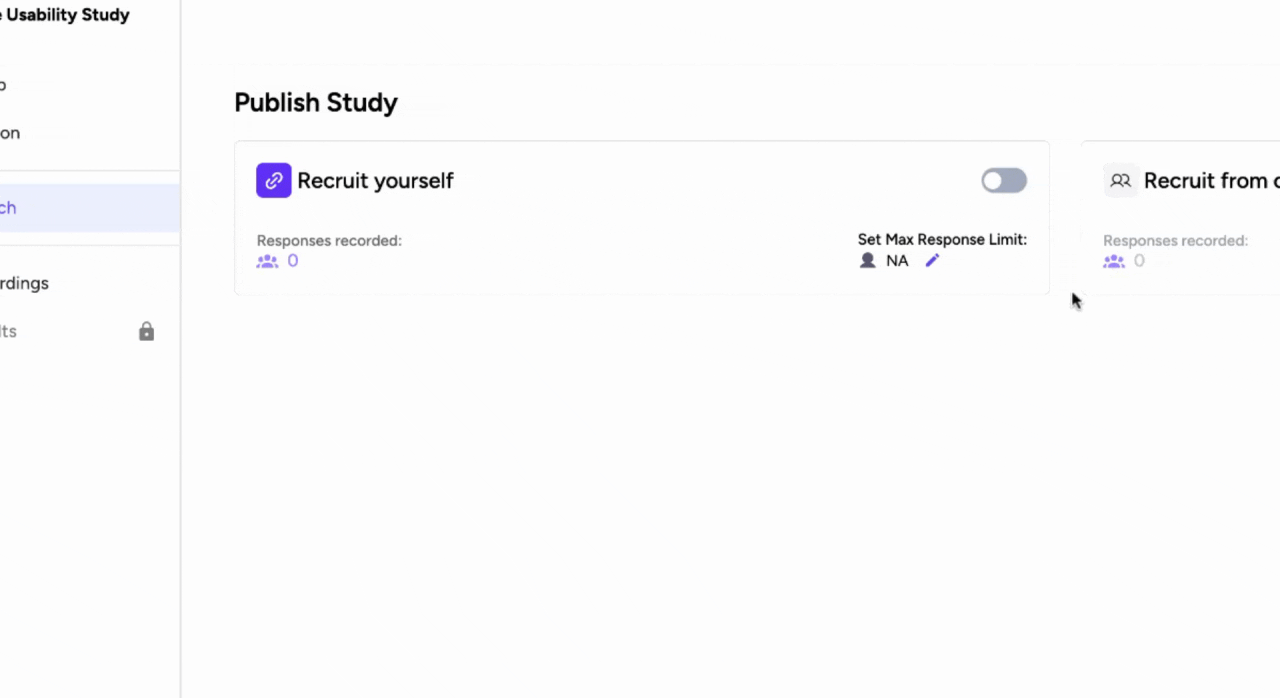 Usability Study
on
ch
rdings
lts
Publish Study
Recruit yourself
Responses recorded:
0
Set Max Response Limit:
NA
Recruit from
Responses recorded:
0